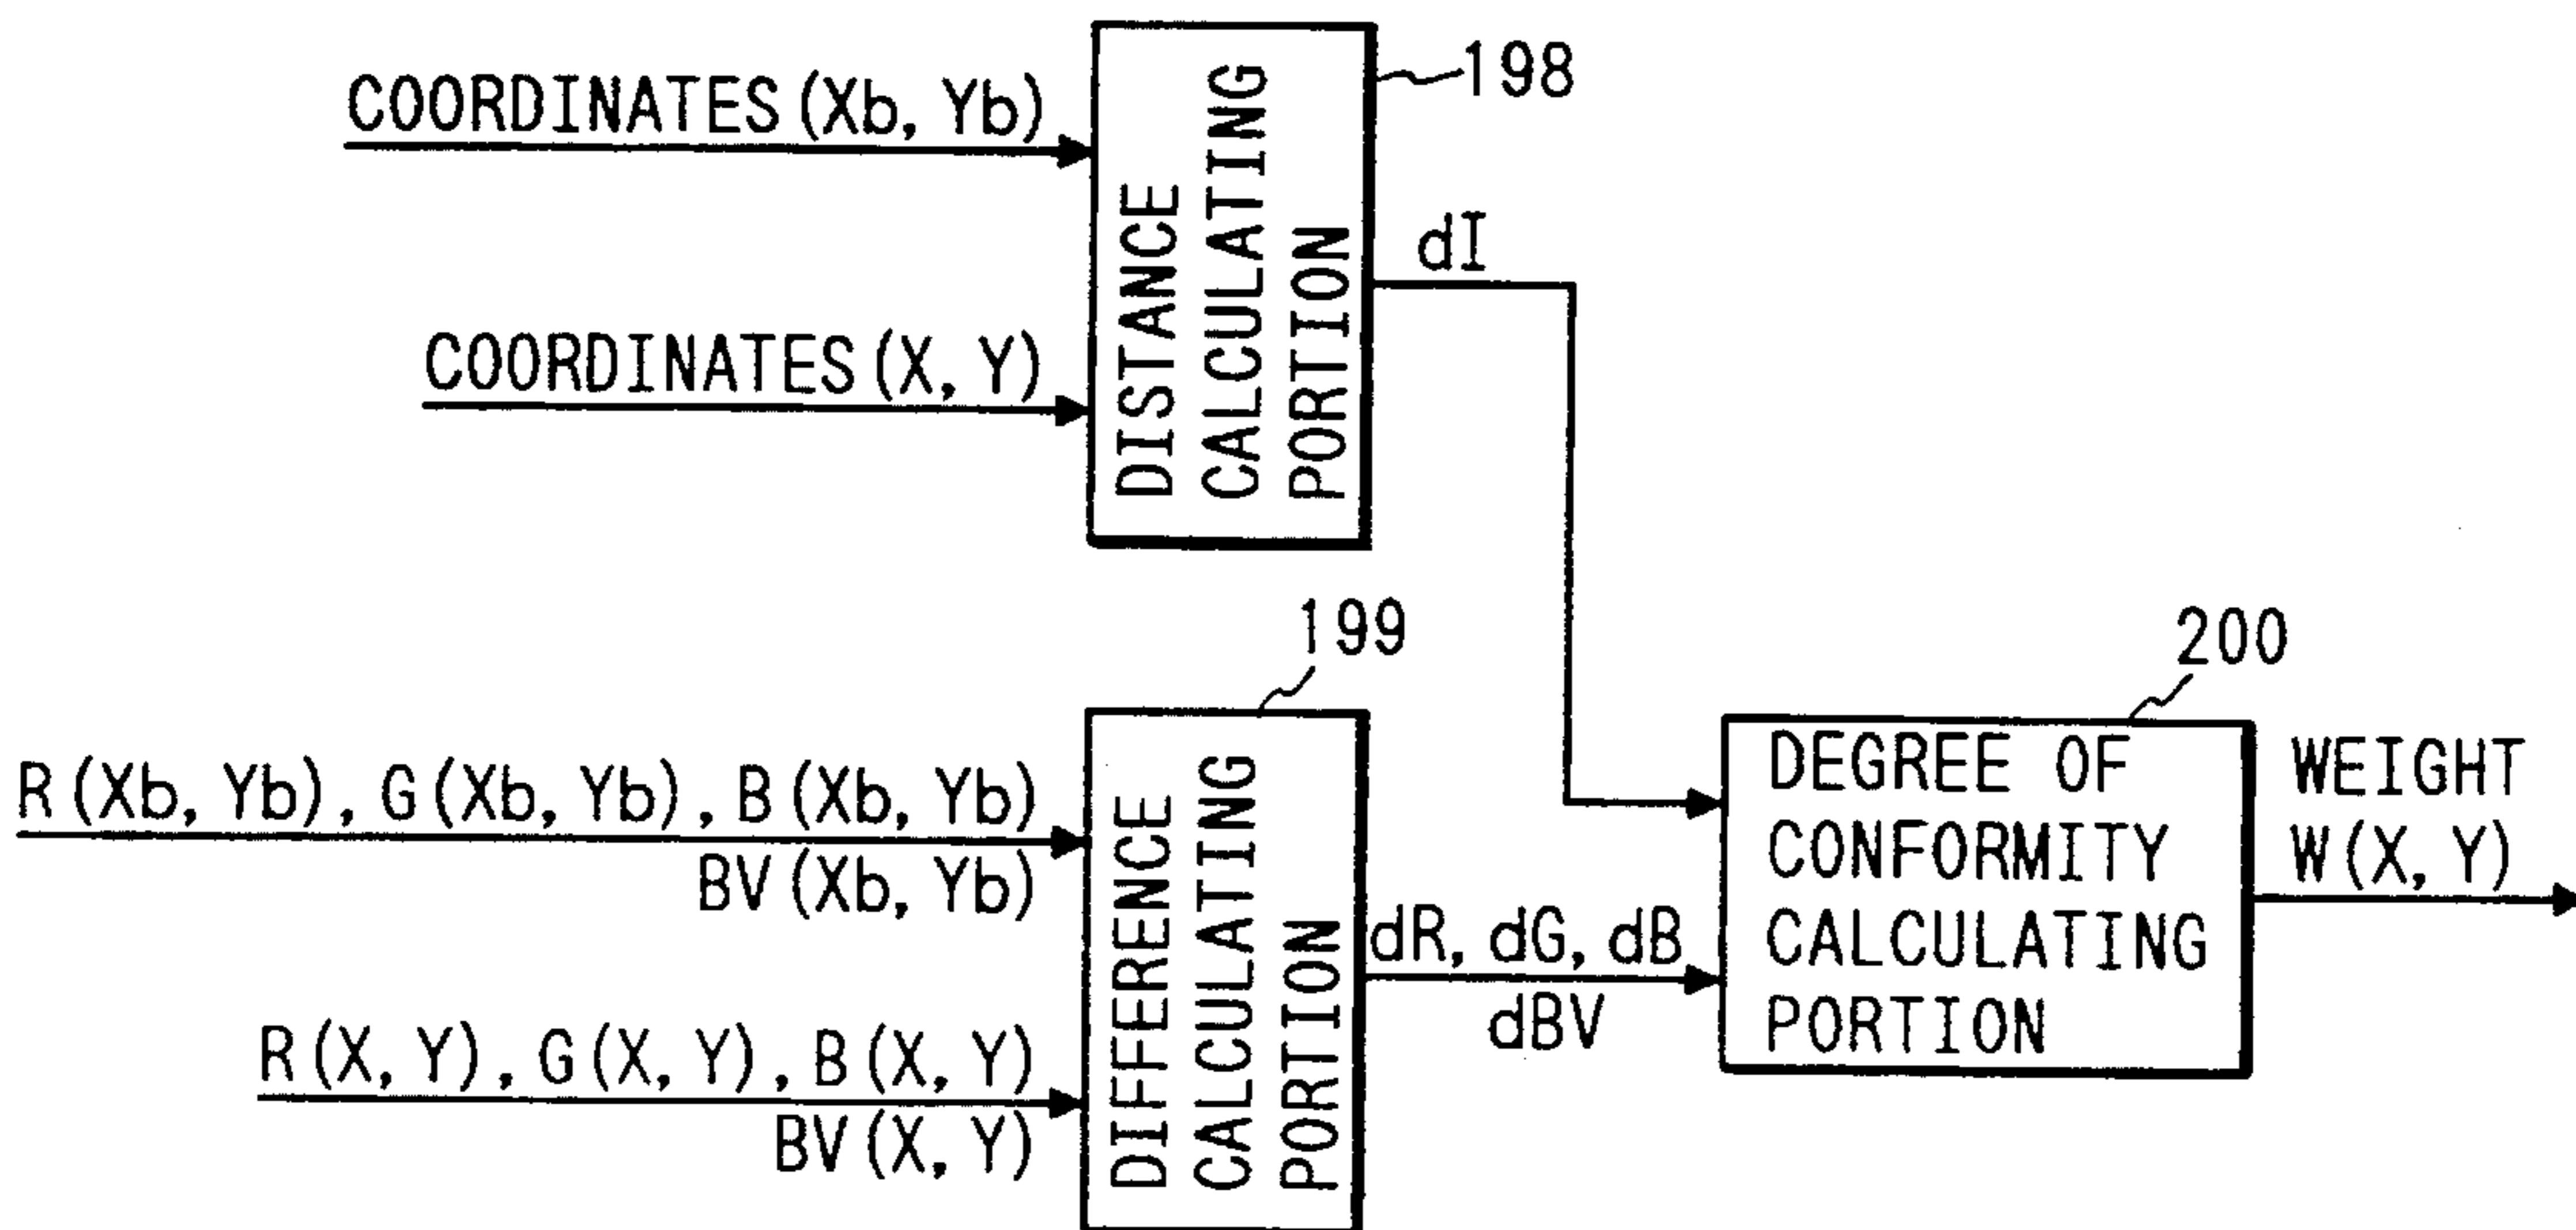 COORDINATES(Xb, Yb)
COORDINATES(X, Y)
DISTANCE
CALCULATING
PORTION
198
dI
R(Xb, Yb), G(Xb, Yb), B(Xb, Yb)
BV(Xb, Yb)
R(X, Y), G(X, Y), B(X, Y)
BV(X, Y)
DIFFERENCE
CALCULATING
PORTION
199
dR, dG, dB
dBV
200
DEGREE OF
CONFORMITY
CALCULATING
PORTION
WEIGHT
W(X, Y)